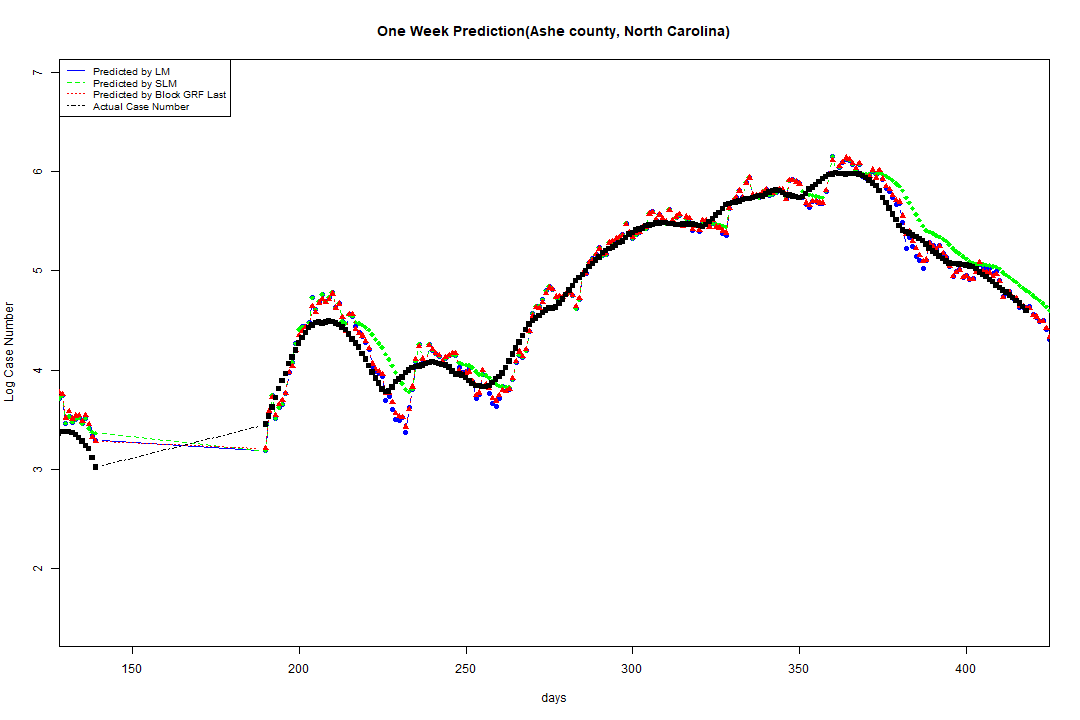 One Week Prediction(Ashe county, North Carolina)
Predicted by LM
Predicted by SLM
Predicted by Block GRF Last
Actual Case Number
7
6
5
4
3
2
Log Case Number
150 200 250 300 350 400
days